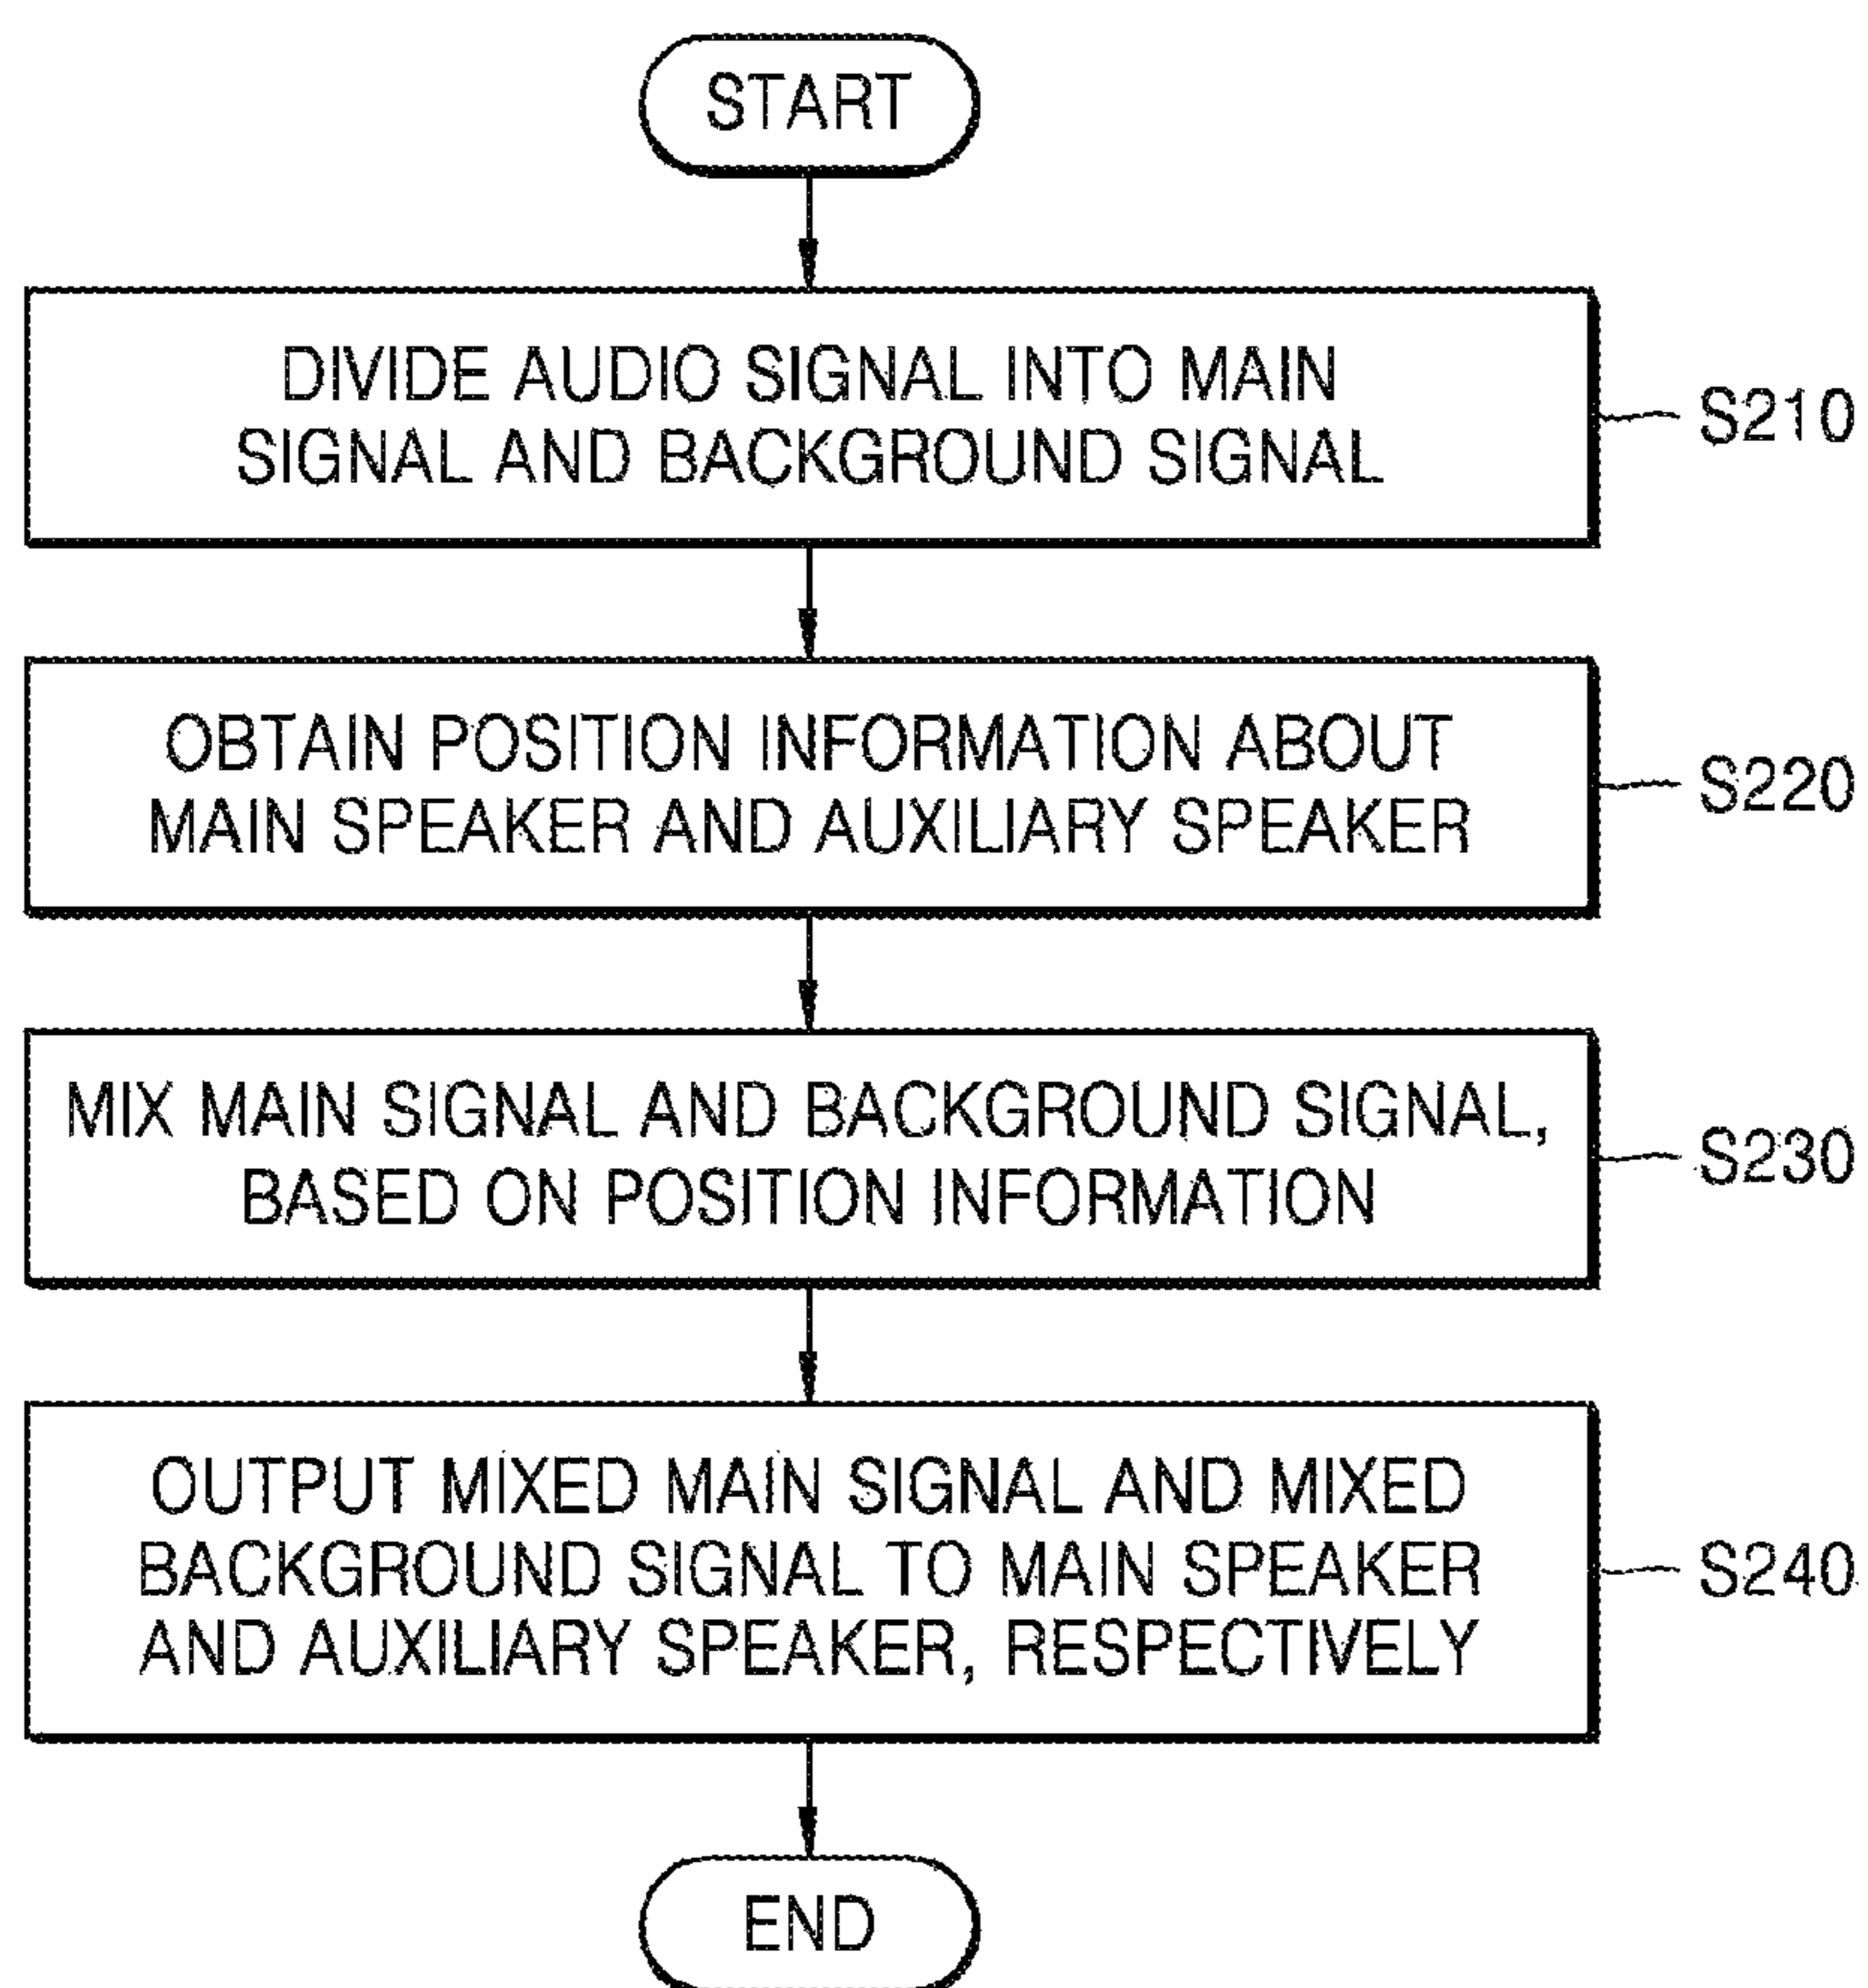 START
DIVIDE AUDIO SIGNAL INTO MAIN
SIGNAL AND BACKGROUND SIGNAL
S210
OBTAIN POSITION INFORMATION ABOUT
MAIN SPEAKER AND AUXILIARY SPEAKER
S220
MIX MAIN SIGNAL AND BACKGROUND SIGNAL,
BASED ON POSITION INFORMATION
S230
OUTPUT MIXED MAIN SIGNAL AND MIXED
BACKGROUND SIGNAL TO MAIN SPEAKER
AND AUXILIARY SPEAKER, RESPECTIVELY
S240
END